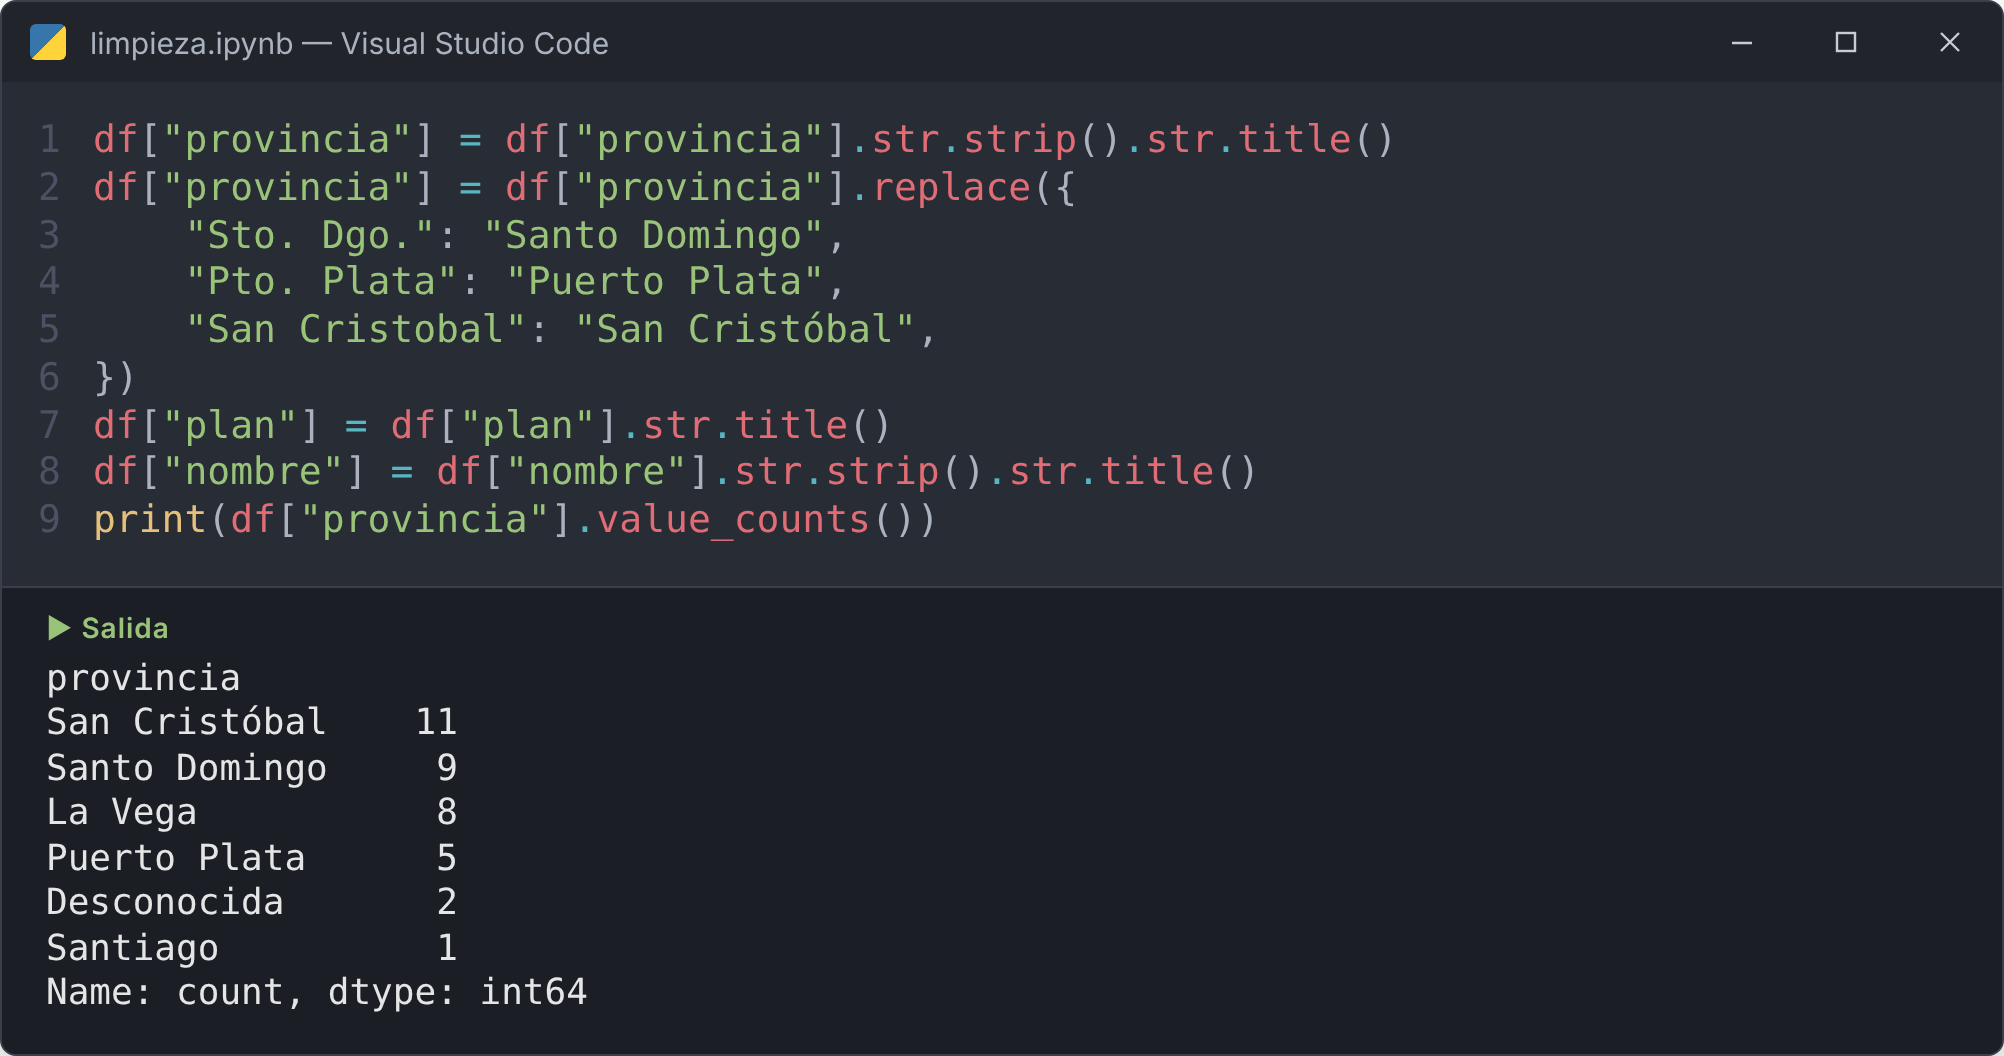 limpieza.ipynb — Visual Studio Code
1 df["provincia"] = df["provincia"].str.strip().str.title()
2 df["provincia"] = df["provincia"].replace({
3     "Sto. Dgo.": "Santo Domingo",
4     "Pto. Plata": "Puerto Plata",
5     "San Cristobal": "San Cristóbal",
6 })
7 df["plan"] = df["plan"].str.title()
8 df["nombre"] = df["nombre"].str.strip().str.title()
9 print(df["provincia"].value_counts())
▶ Salida
provincia
San Cristóbal    11
Santo Domingo     9
La Vega           8
Puerto Plata      5
Desconocida       2
Santiago          1
Name: count, dtype: int64